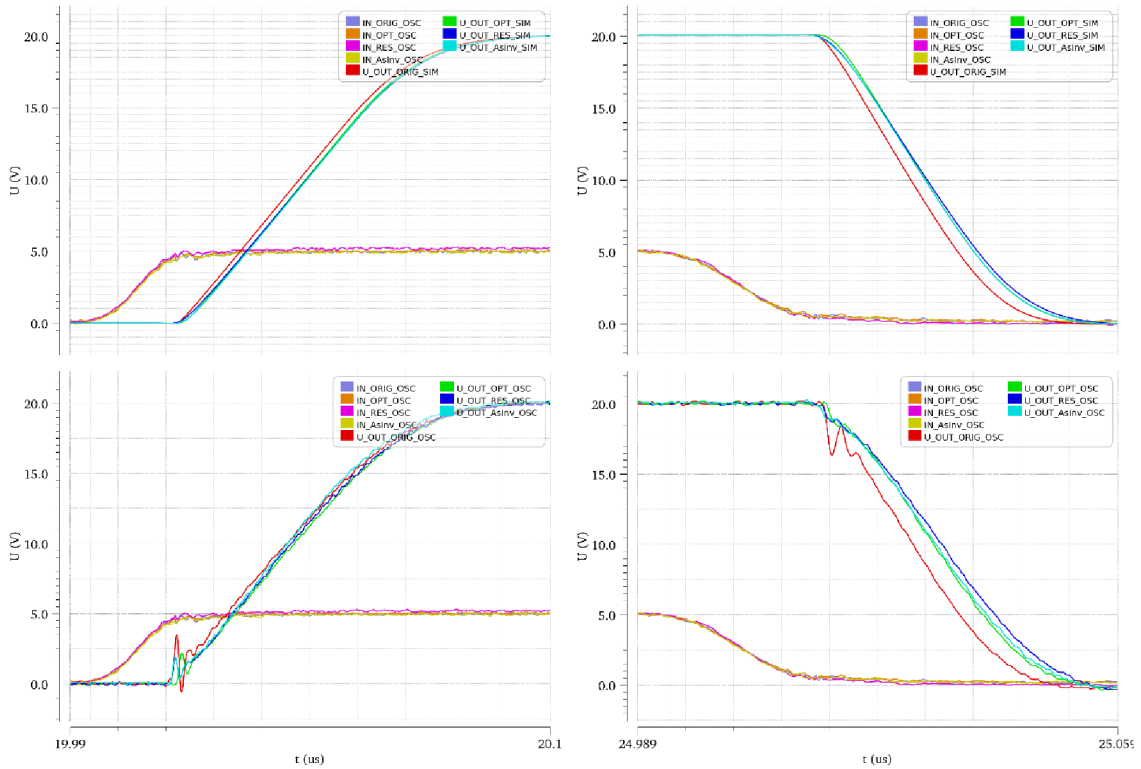 IN_ORIG_OSC U_OUT_OPT_SIM
IN_OPT_OSC U_OUT_RES_SIM
IN_RES_OSC U_OUT_AsInv_SIM
IN_AsInv_OSC
U_OUT_ORIG_SIM
20.0
15.0
10.0
5.0
0.0
U (V)
IN_ORIG_OSC U_OUT_OPT_SIM
IN_OPT_OSC U_OUT_RES_SIM
IN_RES_OSC U_OUT_AsInv_SIM
IN_AsInv_OSC
U_OUT_ORIG_SIM
20.0
15.0
10.0
5.0
0.0
U (V)
IN_ORIG_OSC U_OUT_OPT_OSC
IN_OPT_OSC U_OUT_RES_OSC
IN_RES_OSC U_OUT_AsInv_OSC
IN_AsInv_OSC
U_OUT_ORIG_OSC
20.0
15.0
10.0
5.0
0.0
U (V)
19.99 20.1
t (us)
IN_ORIG_OSC U_OUT_OPT_OSC
IN_OPT_OSC U_OUT_RES_OSC
IN_RES_OSC U_OUT_AsInv_OSC
IN_AsInv_OSC
U_OUT_ORIG_OSC
20.0
15.0
10.0
5.0
0.0
U (V)
24.989 25.059
t (us)